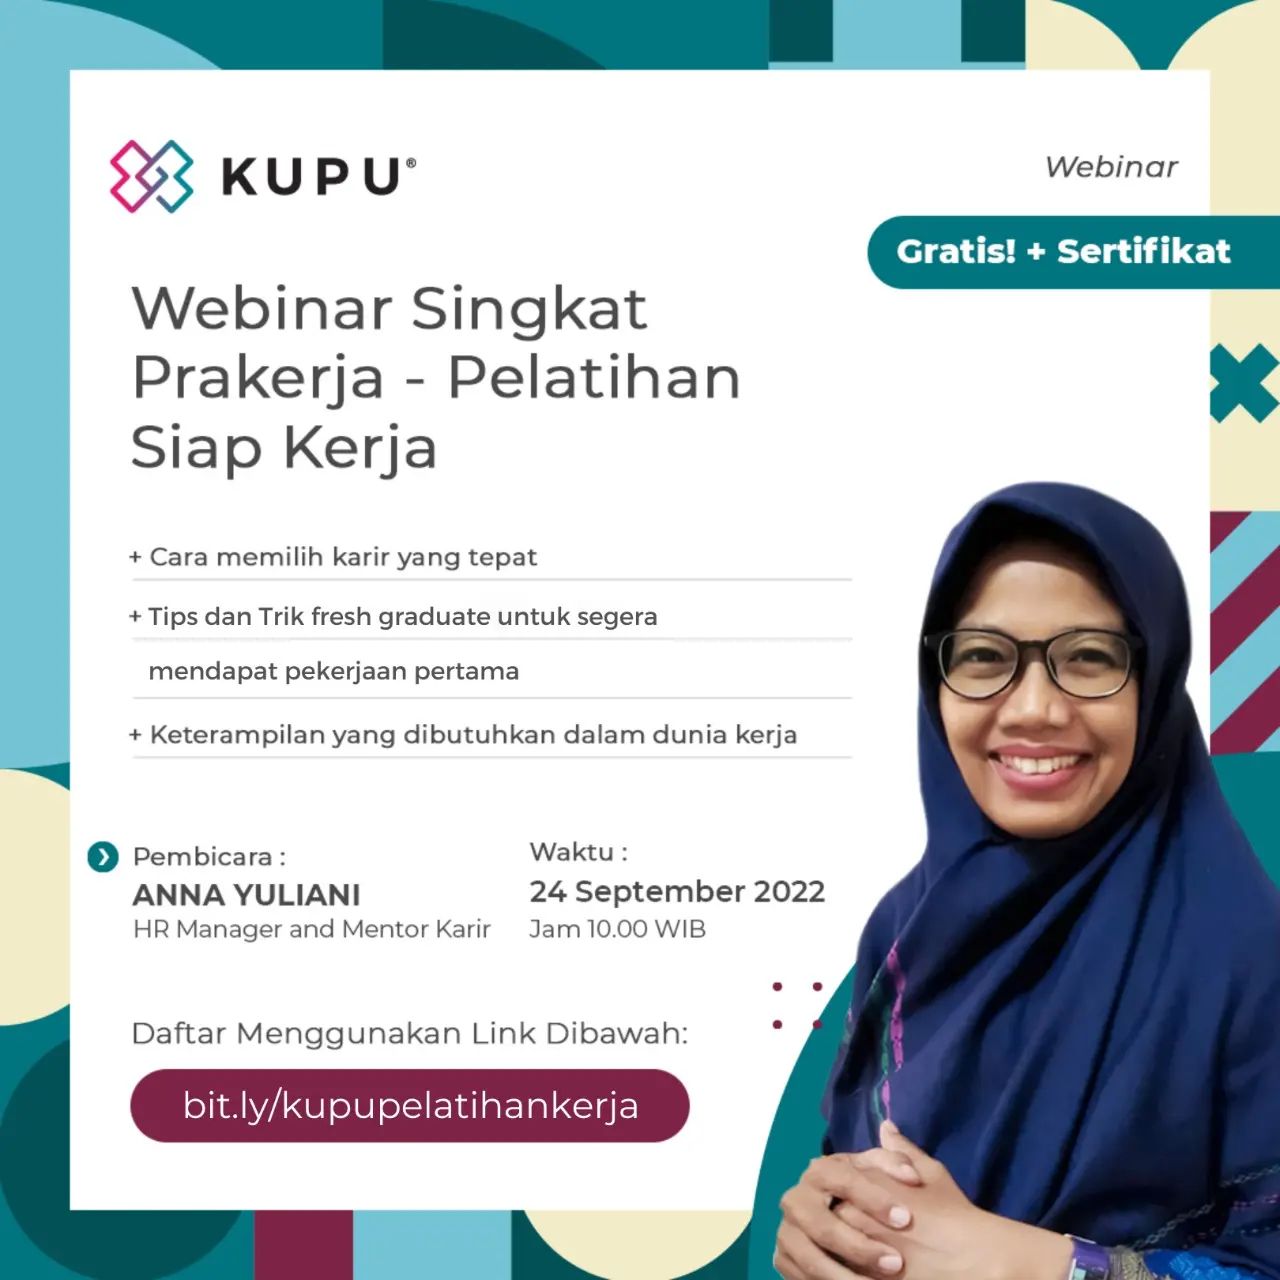 KUPU®
Webinar
Gratis! + Sertifikat
Webinar Singkat
Prakerja - Pelatihan
Siap Kerja
+ Cara memilih karir yang tepat
+ Tips dan Trik fresh graduate untuk segera
mendapat pekerjaan pertama
+ Keterampilan yang dibutuhkan dalam dunia kerja
Pembicara :
ANNA YULIANI
HR Manager and Mentor Karir
Waktu :
24 September 2022
Jam 10.00 WIB
Daftar Menggunakan Link Dibawah:
bit.ly/kupupelatihankerja